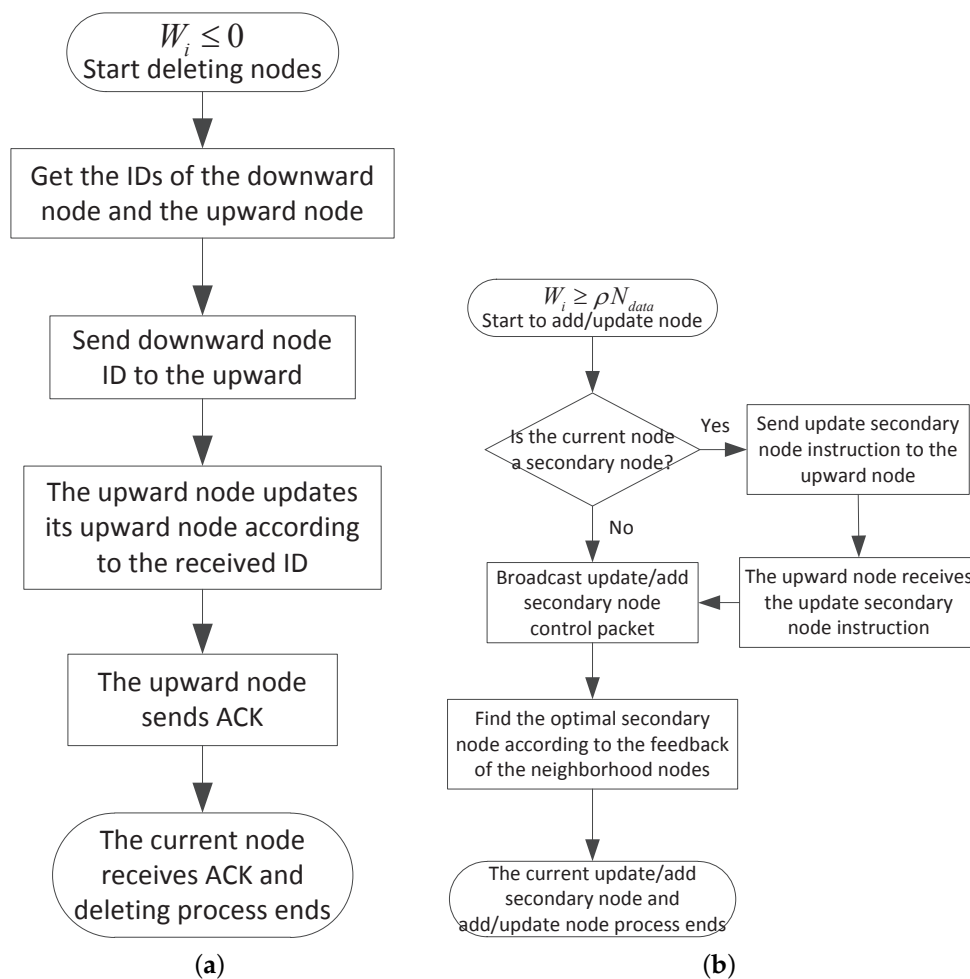 W_i ≤ 0
Start deleting nodes
Get the IDs of the downward
node and the upward node
Send downward node
ID to the upward
The upward node updates
its upward node according
to the received ID
The upward node
sends ACK
The current node
receives ACK and
deleting process ends
(a)
W_i ≥ ρN_data
Start to add/update node
Is the current node
a secondary node?
Yes
Send update secondary
node instruction to the
upward node
No
The upward node receives
the update secondary
node instruction
Broadcast update/add
secondary node
control packet
Find the optimal secondary
node according to the feedback
of the neighborhood nodes
The current update/add
secondary node and
add/update node process ends
(b)